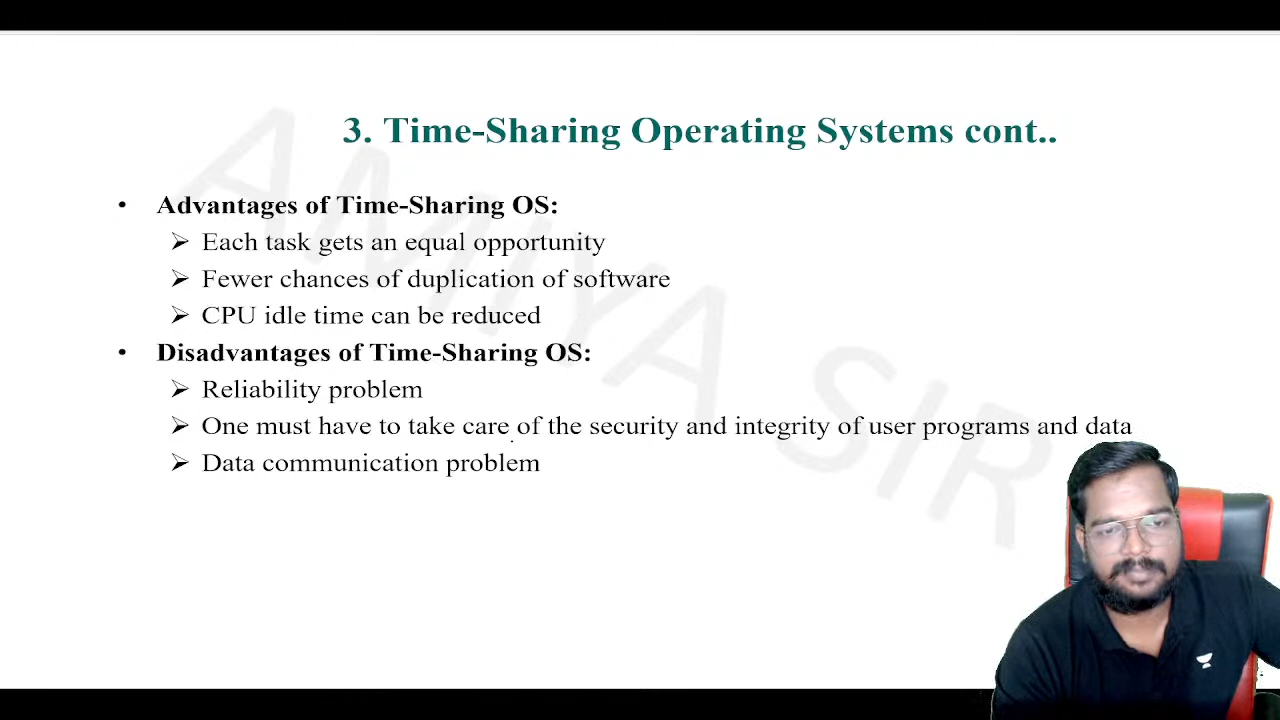 3. Time-Sharing Operating Systems cont..
• Advantages of Time-Sharing OS:
➢ Each task gets an equal opportunity
➢ Fewer chances of duplication of software
➢ CPU idle time can be reduced
• Disadvantages of Time-Sharing OS:
➢ Reliability problem
➢ One must have to take care of the security and integrity of user programs and data
➢ Data communication problem
AMIYA SIR